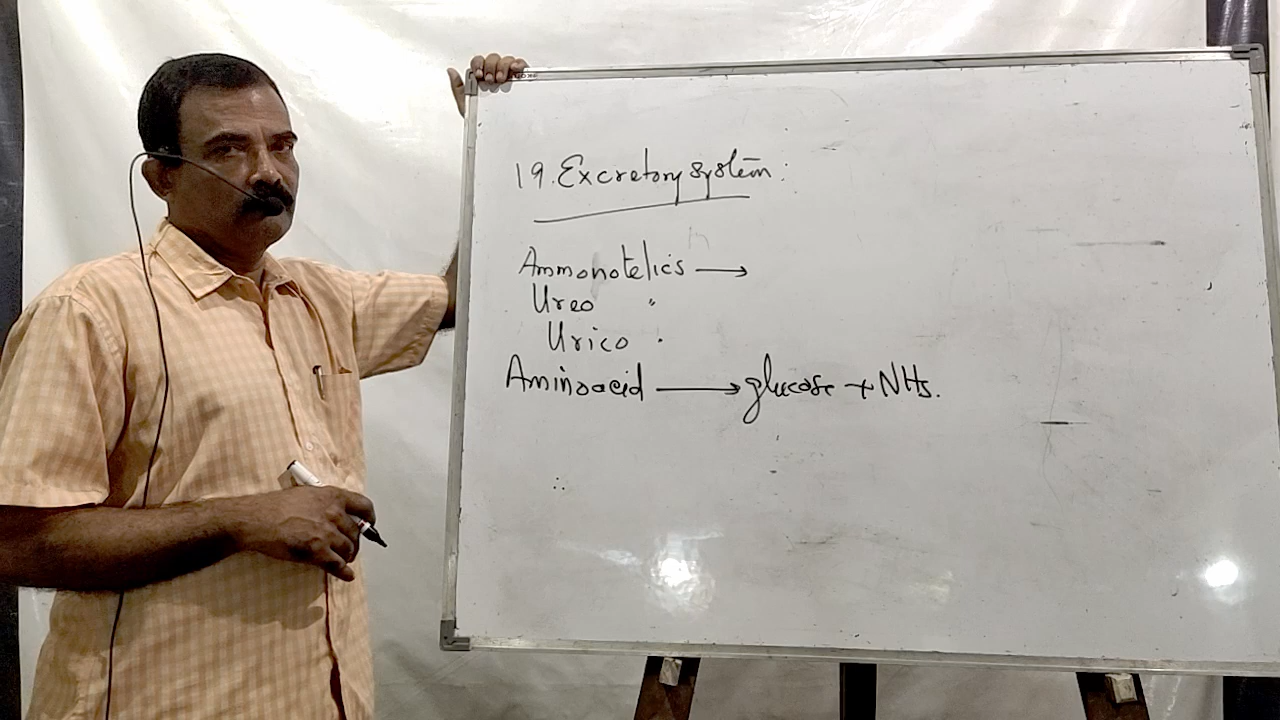 19. Excretory system:
Ammonotelics →
Ureo "
Urico "
Aminoacid → glucose + NH3.